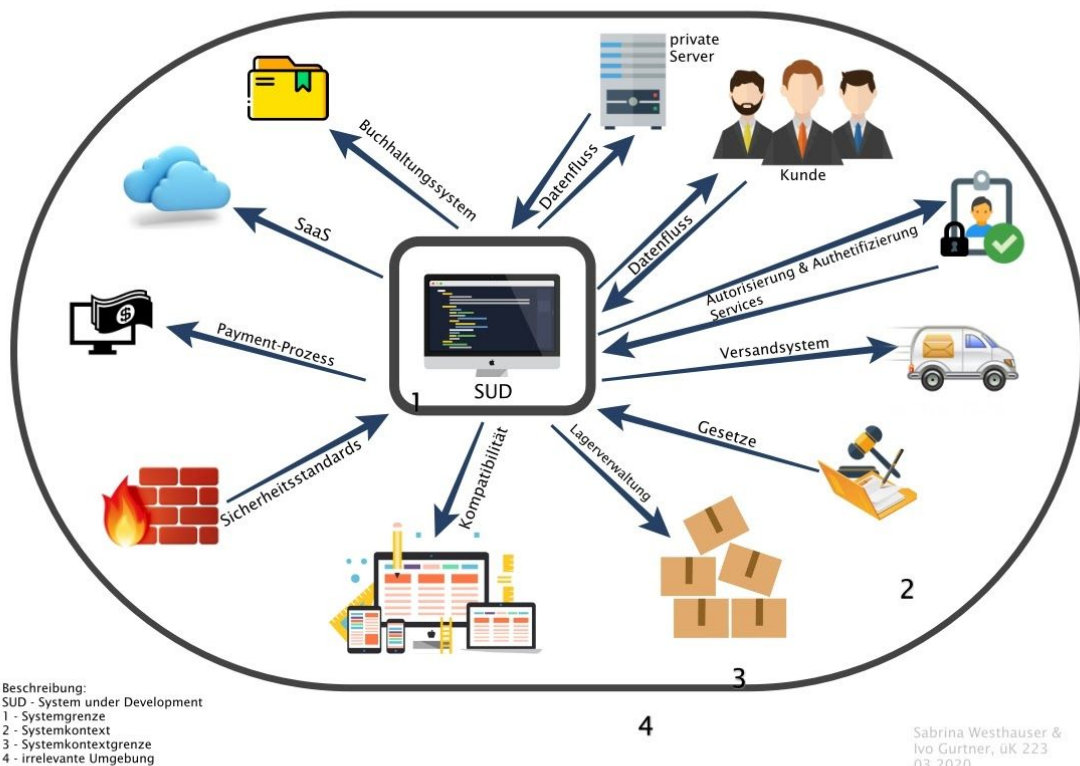 private
Server
Kunde
Buchhaltungssystem
Datenfluss
Datenfluss
SaaS
Autorisierung & Authetifizierung
Services
Payment-Prozess
Versandsystem
SUD
1
Gesetze
Sicherheitsstandards
Kompatibilität
Lagerverwaltung
2
3
4
Beschreibung:
SUD - System under Development
1 - Systemgrenze
2 - Systemkontext
3 - Systemkontextgrenze
4 - irrelevante Umgebung
Sabrina Westhauser &
Ivo Gurtner, üK 223
03.2020